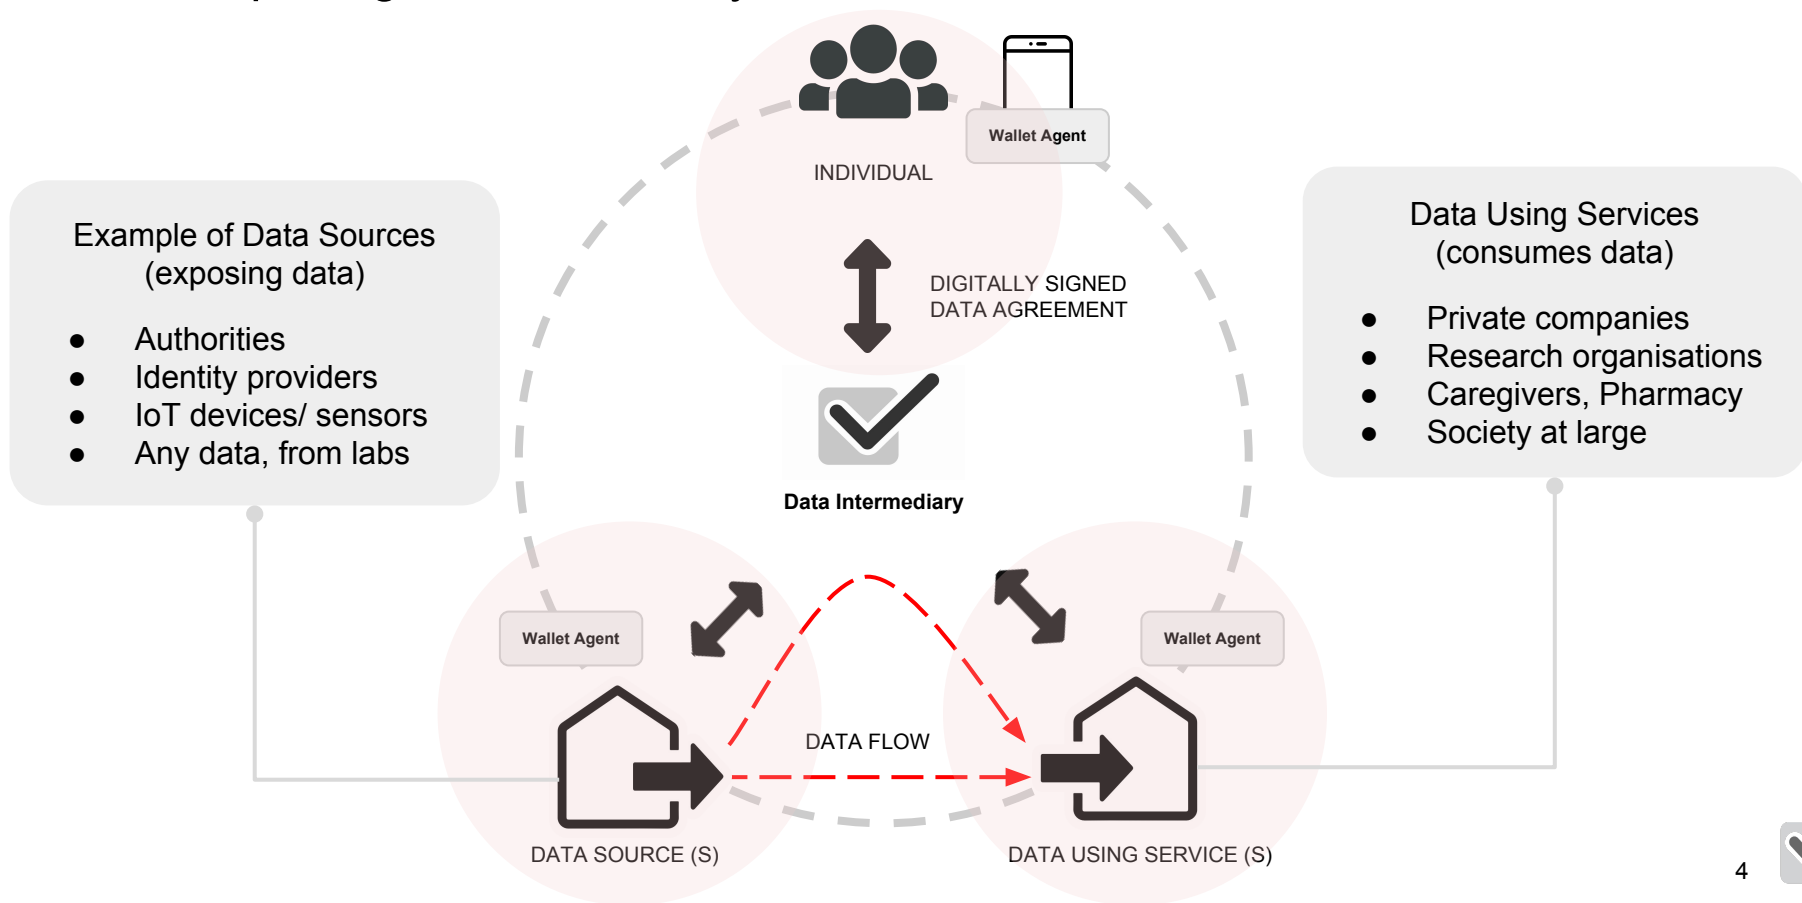 Wallet Agent
INDIVIDUAL
Example of Data Sources
(exposing data)
● Authorities
● Identity providers
● IoT devices/ sensors
● Any data, from labs
DIGITALLY SIGNED
DATA AGREEMENT
Data Intermediary
Data Using Services
(consumes data)
● Private companies
● Research organisations
● Caregivers, Pharmacy
● Society at large
Wallet Agent
Wallet Agent
DATA FLOW
DATA SOURCE (S)
DATA USING SERVICE (S)
4